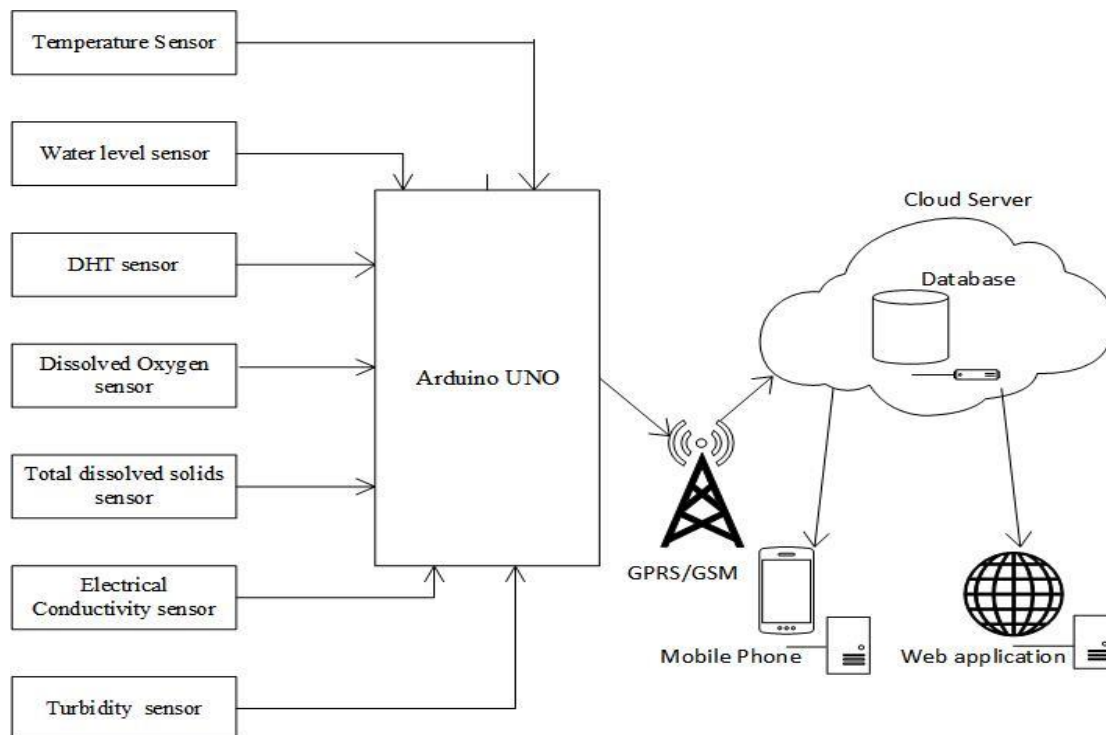 Temperature Sensor
Water level sensor
DHT sensor
Dissolved Oxygen
sensor
Total dissolved solids
sensor
Electrical
Conductivity sensor
Turbidity sensor
Arduino UNO
GPRS/GSM
Cloud Server
Database
Mobile Phone
Web application